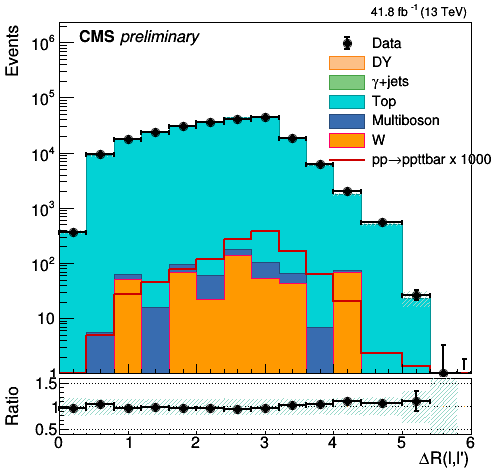 41.8 fb⁻¹ (13 TeV)
CMS preliminary
Events
10⁶
10⁵
10⁴
10³
10²
10
1
Data
DY
γ+jets
Top
Multiboson
W
pp→ppttbar x 1000
Ratio
1.5
1
0.5
0 1 2 3 4 5 6
ΔR(l,l')